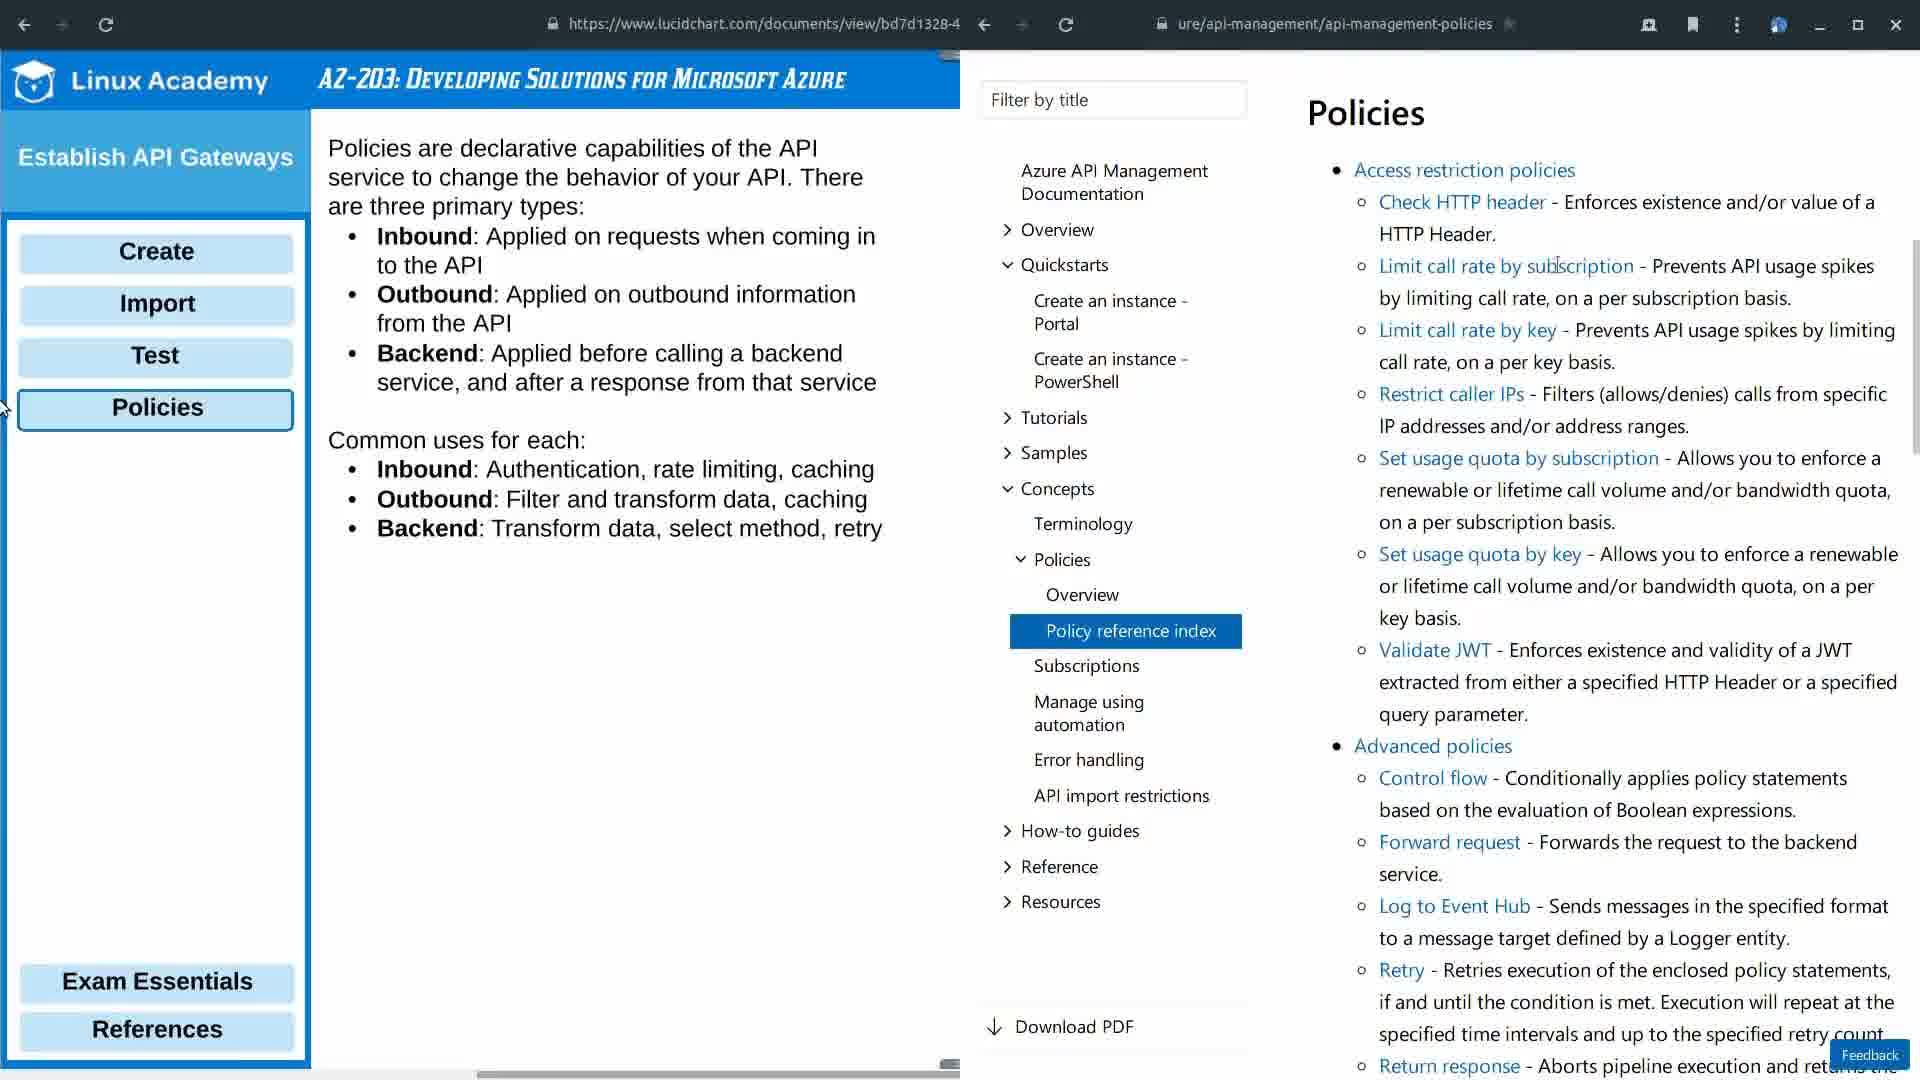 https://www.lucidchart.com/documents/view/bd7d1328-4
ure/api-management/api-management-policies
Linux Academy
AZ-203: Developing Solutions for Microsoft Azure
Establish API Gateways
Create
Import
Test
Policies
Exam Essentials
References
Policies are declarative capabilities of the API
service to change the behavior of your API. There
are three primary types:
• Inbound: Applied on requests when coming in
to the API
• Outbound: Applied on outbound information
from the API
• Backend: Applied before calling a backend
service, and after a response from that service
Common uses for each:
• Inbound: Authentication, rate limiting, caching
• Outbound: Filter and transform data, caching
• Backend: Transform data, select method, retry
Filter by title
Azure API Management
Documentation
Overview
Quickstarts
Create an instance -
Portal
Create an instance -
PowerShell
Tutorials
Samples
Concepts
Terminology
Policies
Overview
Policy reference index
Subscriptions
Manage using
automation
Error handling
API import restrictions
How-to guides
Reference
Resources
Download PDF
Policies
• Access restriction policies
Check HTTP header - Enforces existence and/or value of a
HTTP Header.
Limit call rate by subscription - Prevents API usage spikes
by limiting call rate, on a per subscription basis.
Limit call rate by key - Prevents API usage spikes by limiting
call rate, on a per key basis.
Restrict caller IPs - Filters (allows/denies) calls from specific
IP addresses and/or address ranges.
Set usage quota by subscription - Allows you to enforce a
renewable or lifetime call volume and/or bandwidth quota,
on a per subscription basis.
Set usage quota by key - Allows you to enforce a renewable
or lifetime call volume and/or bandwidth quota, on a per
key basis.
Validate JWT - Enforces existence and validity of a JWT
extracted from either a specified HTTP Header or a specified
query parameter.
• Advanced policies
Control flow - Conditionally applies policy statements
based on the evaluation of Boolean expressions.
Forward request - Forwards the request to the backend
service.
Log to Event Hub - Sends messages in the specified format
to a message target defined by a Logger entity.
Retry - Retries execution of the enclosed policy statements,
if and until the condition is met. Execution will repeat at the
specified time intervals and up to the specified retry count
Return response - Aborts pipeline execution and
Feedback